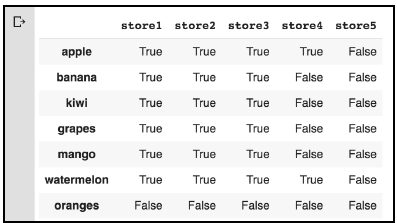 store1 store2 store3 store4 store5
apple True True True True False
banana True True True False False
kiwi True True True False False
grapes True True True False False
mango True True True False False
watermelon True True True True False
oranges False False False False False